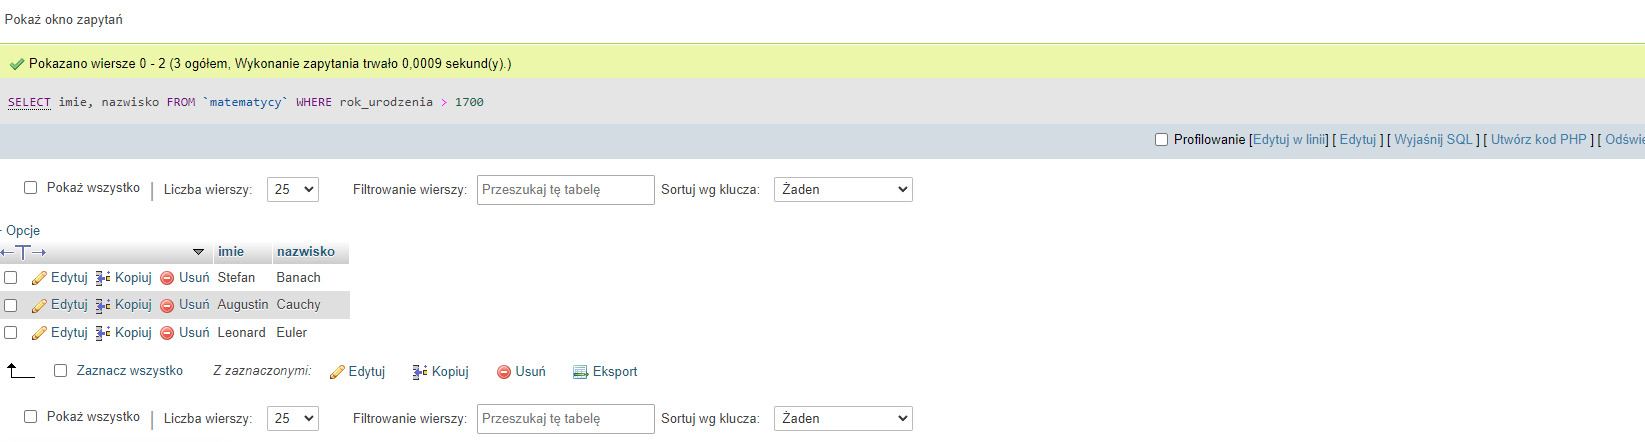 Pokaż okno zapytań
Pokazano wiersze 0 - 2 (3 ogółem, Wykonanie zapytania trwało 0,0009 sekund(y).)
SELECT imie, nazwisko FROM `matematycy` WHERE rok_urodzenia > 1700
Profilowanie [Edytuj w linii] [ Edytuj ] [ Wyjaśnij SQL ] [ Utwórz kod PHP ] [ Odświe
Pokaż wszystko | Liczba wierszy: 25 Filtrowanie wierszy: Przeszukaj tę tabelę Sortuj wg klucza: Żaden
+ Opcje
←T→ imie nazwisko
Edytuj Kopiuj Usuń Stefan Banach
Edytuj Kopiuj Usuń Augustin Cauchy
Edytuj Kopiuj Usuń Leonard Euler
Zaznacz wszystko Z zaznaczonymi: Edytuj Kopiuj Usuń Eksport
Pokaż wszystko | Liczba wierszy: 25 Filtrowanie wierszy: Przeszukaj tę tabelę Sortuj wg klucza: Żaden